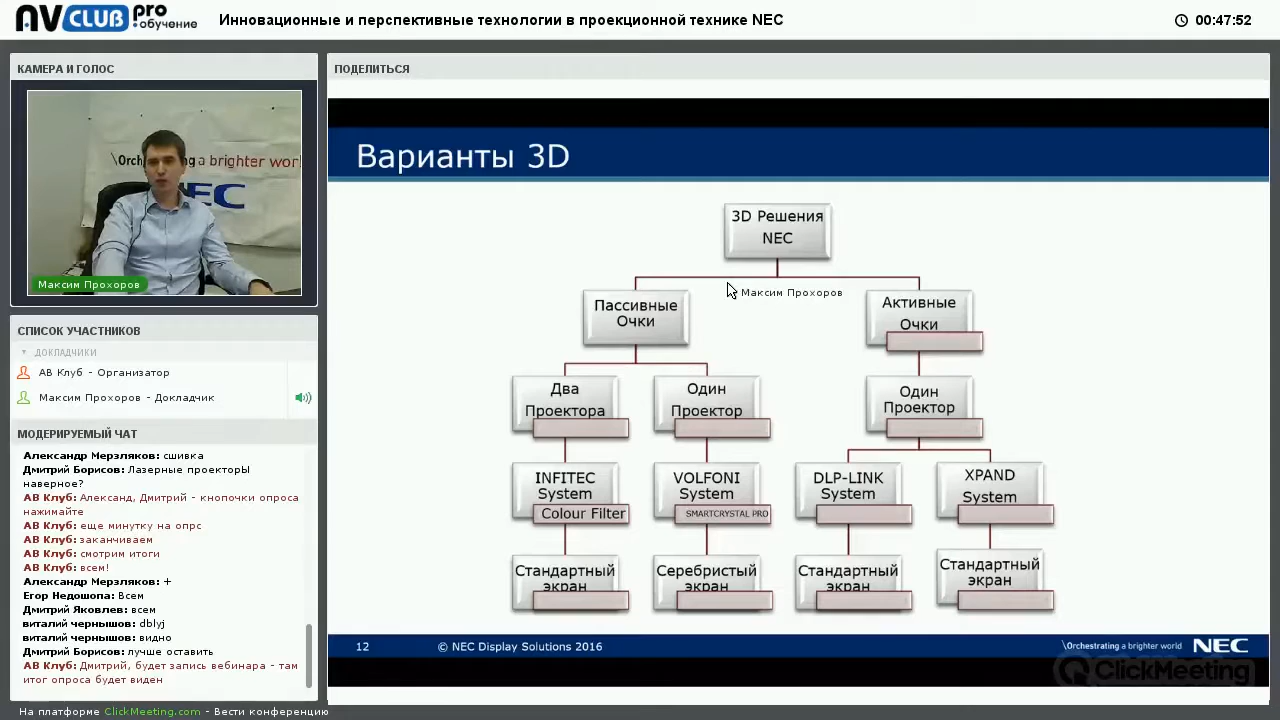 AV CLUB pro
:обучение
Инновационные и перспективные технологии в проекционной технике NEC
00:47:52
КАМЕРА И ГОЛОС
\Orchestrating a brighter worl
NEC
Максим Прохоров
СПИСОК УЧАСТНИКОВ
ДОКЛАДЧИКИ
АВ Клуб - Организатор
Максим Прохоров - Докладчик
МОДЕРИРУЕМЫЙ ЧАТ
Александр Мерзляков: сшивка
Дмитрий Борисов: Лазерные проекторЫ
наверное?
АВ Клуб: Александ, Дмитрий - кнопочки опроса
нажимайте
АВ Клуб: еще минутку на опрс
АВ Клуб: заканчиваем
АВ Клуб: смотрим итоги
АВ Клуб: всем!
Александр Мерзляков: +
Егор Недошопа: Всем
Дмитрий Яковлев: всем
виталий чернышов: dblyj
виталий чернышов: видно
Дмитрий Борисов: лучше оставить
АВ Клуб: Дмитрий, будет запись вебинара - там
итог опроса будет виден
На платформе ClickMeeting.com - Вести конференцию
ПОДЕЛИТЬСЯ
Варианты 3D
3D Решения
NEC
Максим Прохоров
Пассивные
Очки
Активные
Очки
Два
Проектора
Один
Проектор
Один
Проектор
INFITEC
System
Colour Filter
VOLFONI
System
SMARTCRYSTAL PRO
DLP-LINK
System
XPAND
System
Стандартный
экран
Серебристый
экран
Стандартный
экран
Стандартный
экран
12
© NEC Display Solutions 2016
\Orchestrating a brighter world
NEC
ClickMeeting